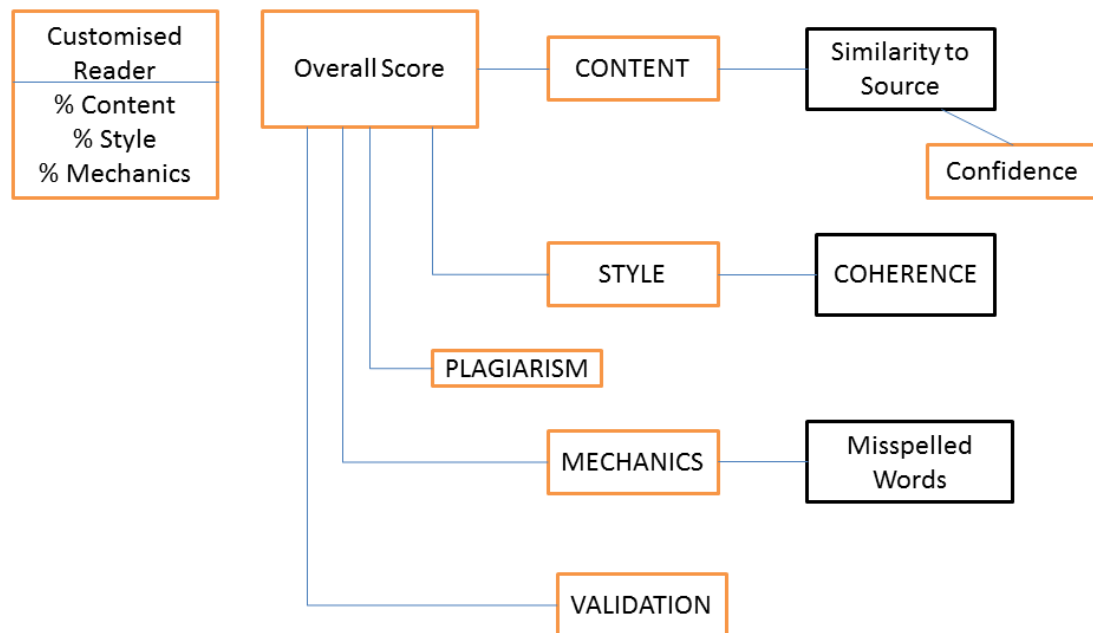 Customised
Reader
% Content
% Style
% Mechanics
Overall Score
CONTENT
Similarity to
Source
Confidence
STYLE
COHERENCE
PLAGIARISM
MECHANICS
Misspelled
Words
VALIDATION